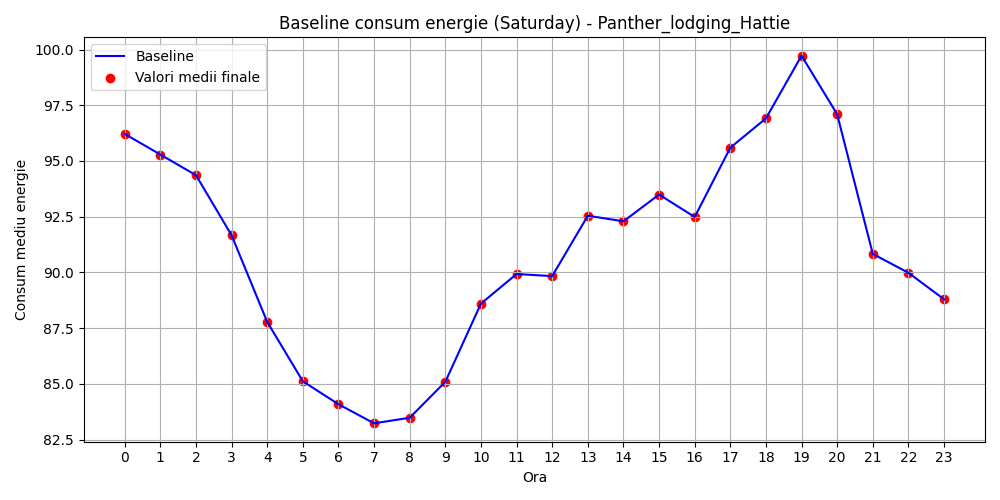 Baseline consum energie (Saturday) - Panther_lodging_Hattie
Baseline
Valori medii finale
Consum mediu energie
100.0
97.5
95.0
92.5
90.0
87.5
85.0
82.5
0 1 2 3 4 5 6 7 8 9 10 11 12 13 14 15 16 17 18 19 20 21 22 23
Ora